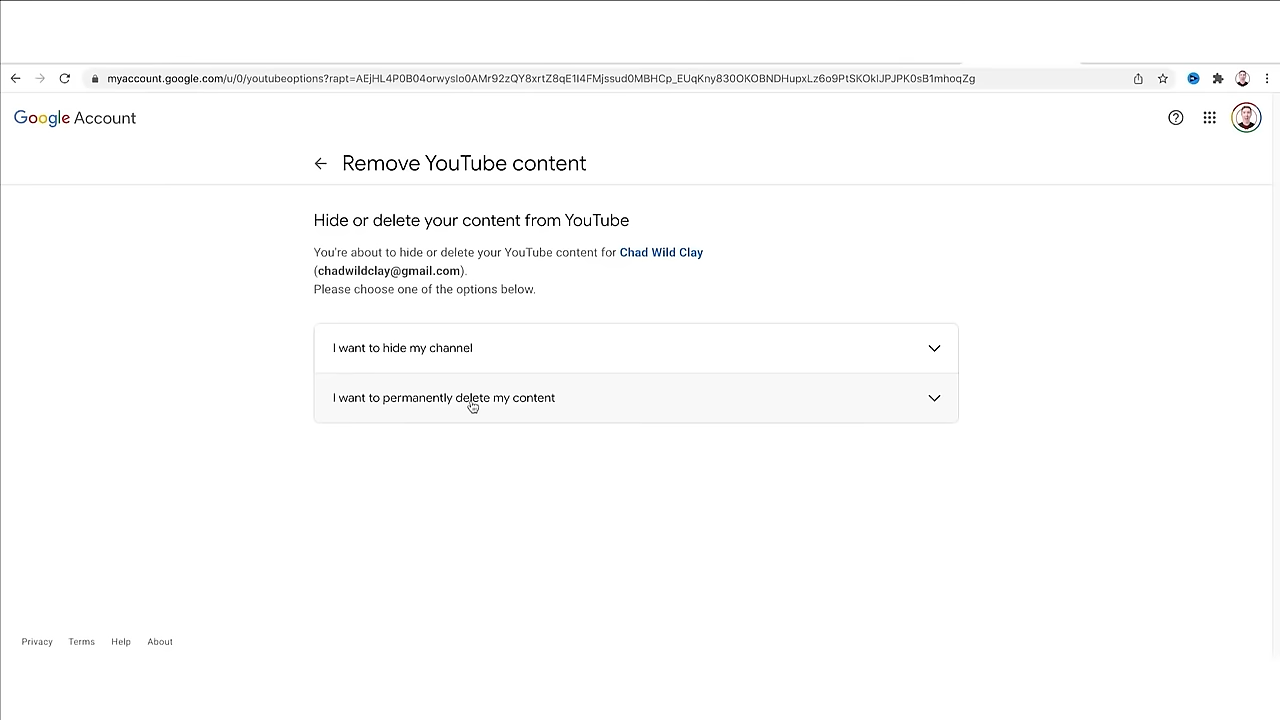 myaccount.google.com/u/0/youtubeoptions?rapt=AEjHL4P0B04orwyslo0AMr92zQY8xrtZ8qE1I4FMjssud0MBHCp_EUqKny830OKOBNDHupxLz6o9PtSKOklJPJPK0sB1mhoqZg
Google Account
Remove YouTube content
Hide or delete your content from YouTube
You're about to hide or delete your YouTube content for Chad Wild Clay
(chadwildclay@gmail.com).
Please choose one of the options below.
I want to hide my channel
I want to permanently delete my content
Privacy Terms Help About